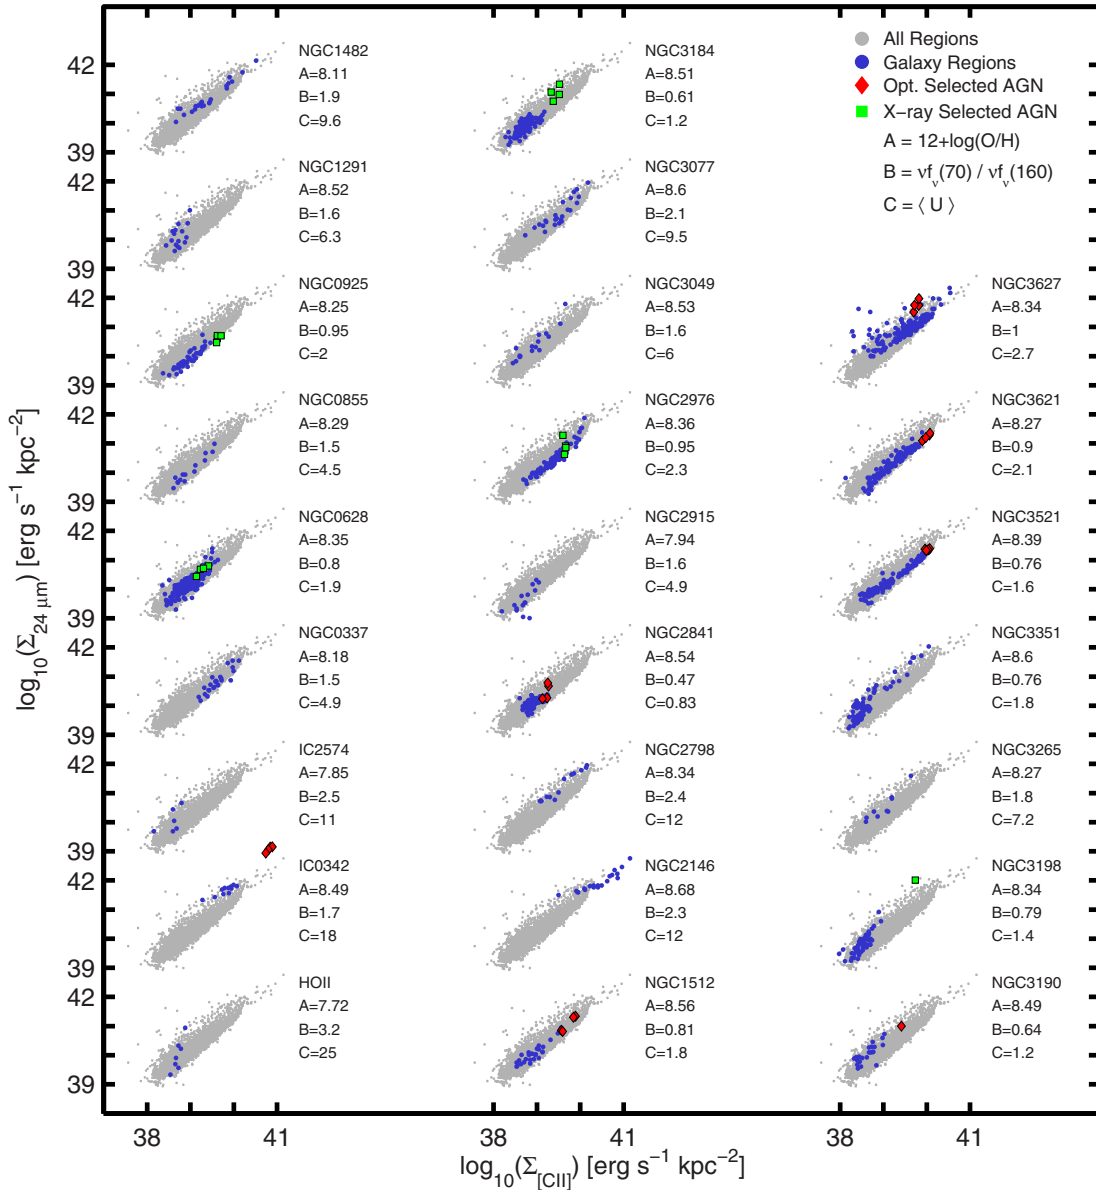 NGC1482
A=8.11
B=1.9
C=9.6
NGC1291
A=8.52
B=1.6
C=6.3
NGC0925
A=8.25
B=0.95
C=2
NGC0855
A=8.29
B=1.5
C=4.5
NGC0628
A=8.35
B=0.8
C=1.9
NGC0337
A=8.18
B=1.5
C=4.9
IC2574
A=7.85
B=2.5
C=11
IC0342
A=8.49
B=1.7
C=18
HOII
A=7.72
B=3.2
C=25
NGC3184
A=8.51
B=0.61
C=1.2
NGC3077
A=8.6
B=2.1
C=9.5
NGC3049
A=8.53
B=1.6
C=6
NGC2976
A=8.36
B=0.95
C=2.3
NGC2915
A=7.94
B=1.6
C=4.9
NGC2841
A=8.54
B=0.47
C=0.83
NGC2798
A=8.34
B=2.4
C=12
NGC2146
A=8.68
B=2.3
C=12
NGC1512
A=8.56
B=0.81
C=1.8
All Regions
Galaxy Regions
Opt. Selected AGN
X−ray Selected AGN
A = 12+log(O/H)
B = νf_ν(70) / νf_ν(160)
C = ⟨ U ⟩
NGC3627
A=8.34
B=1
C=2.7
NGC3621
A=8.27
B=0.9
C=2.1
NGC3521
A=8.39
B=0.76
C=1.6
NGC3351
A=8.6
B=0.76
C=1.8
NGC3265
A=8.27
B=1.8
C=7.2
NGC3198
A=8.34
B=0.79
C=1.4
NGC3190
A=8.49
B=0.64
C=1.2
42
39
42
39
42
39
42
39
42
39
42
39
42
39
42
39
42
39
38 41 38 41 38 41
log₁₀(Σ_[CII]) [erg s⁻¹ kpc⁻²]
log₁₀(Σ_24 μm) [erg s⁻¹ kpc⁻²]